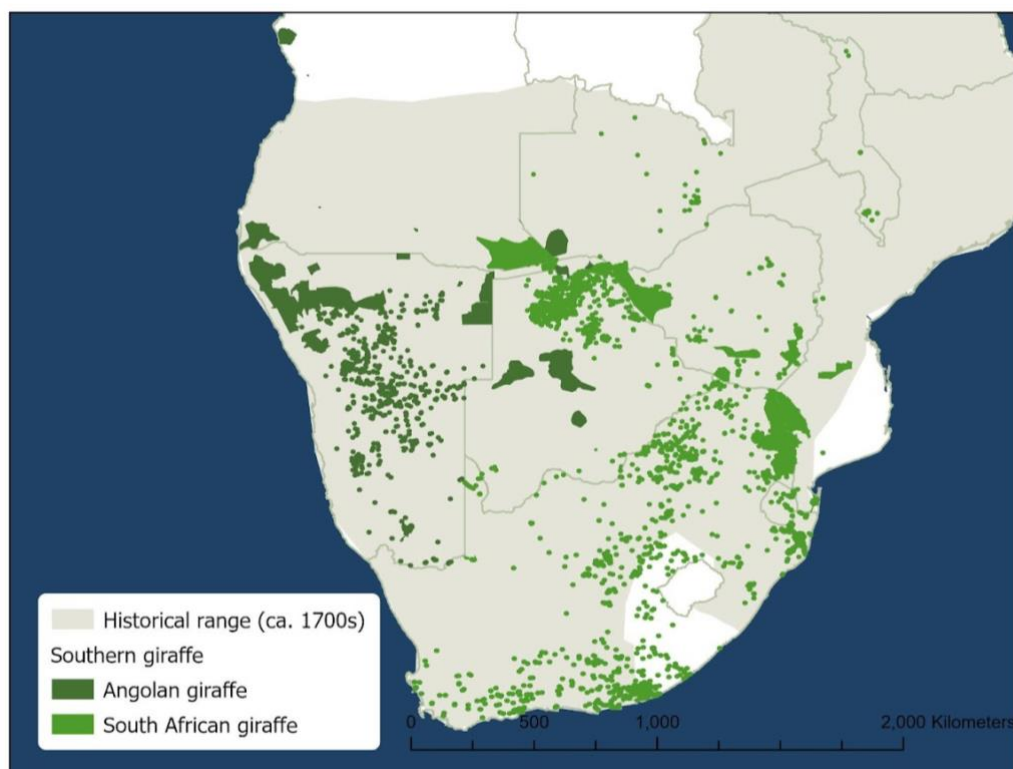 Historical range (ca. 1700s)
Southern giraffe
Angolan giraffe
South African giraffe
0 500 1,000 2,000 Kilometers